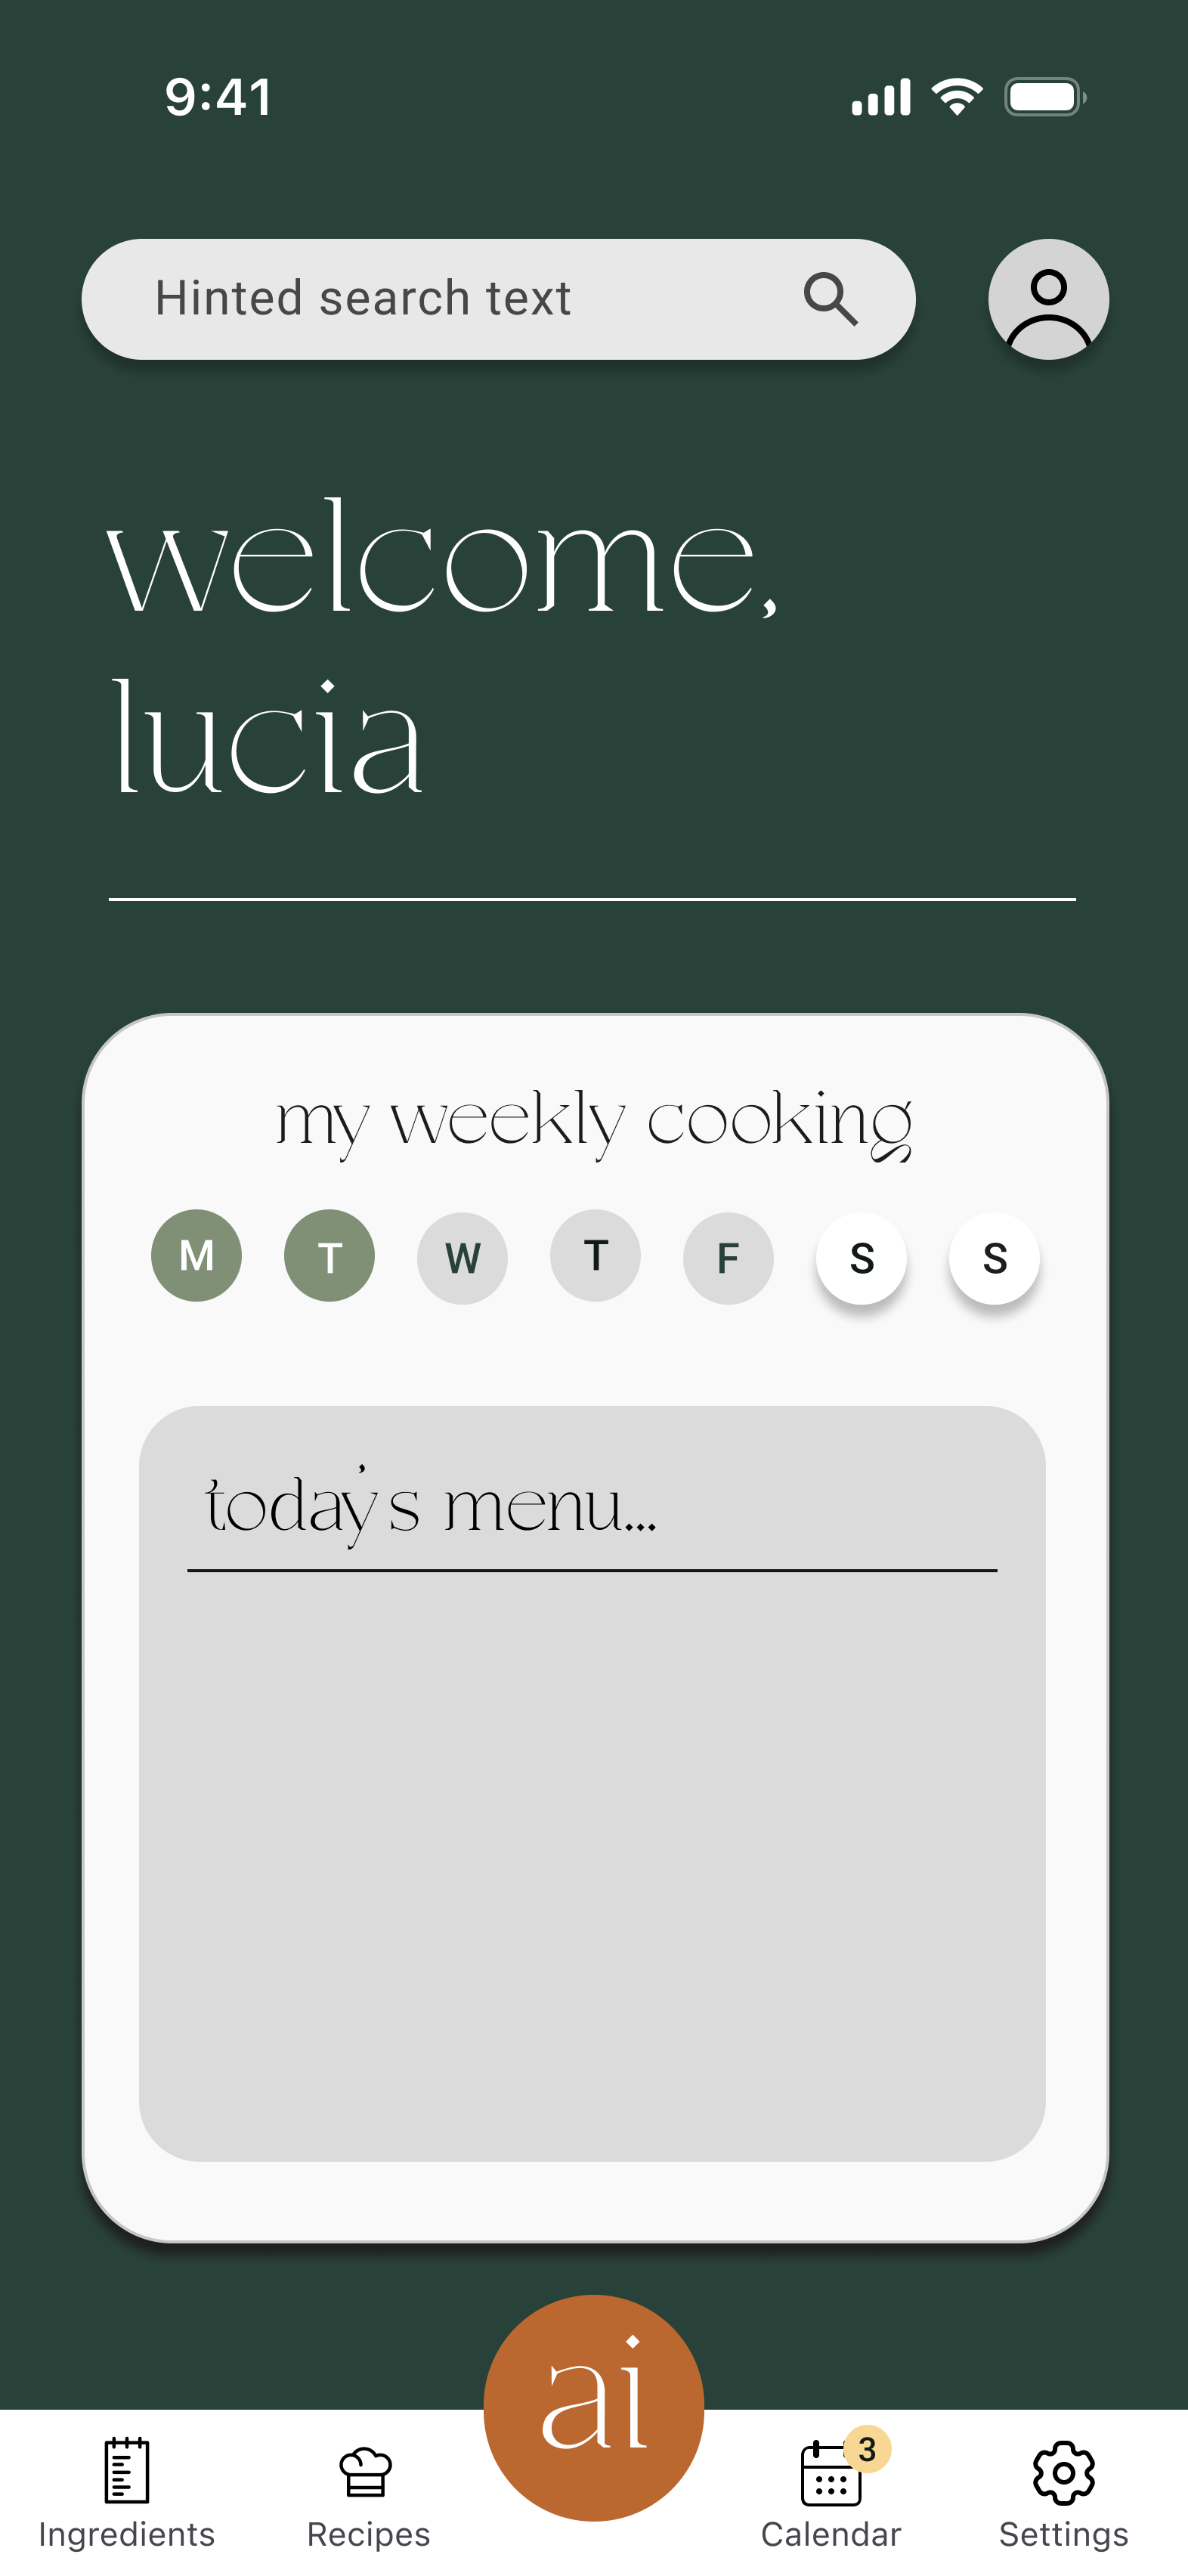 9:41
Hinted search text
welcome,
lucia
my weekly cooking
M T W T F S S
today's menu...
ai
3
Ingredients Recipes Calendar Settings